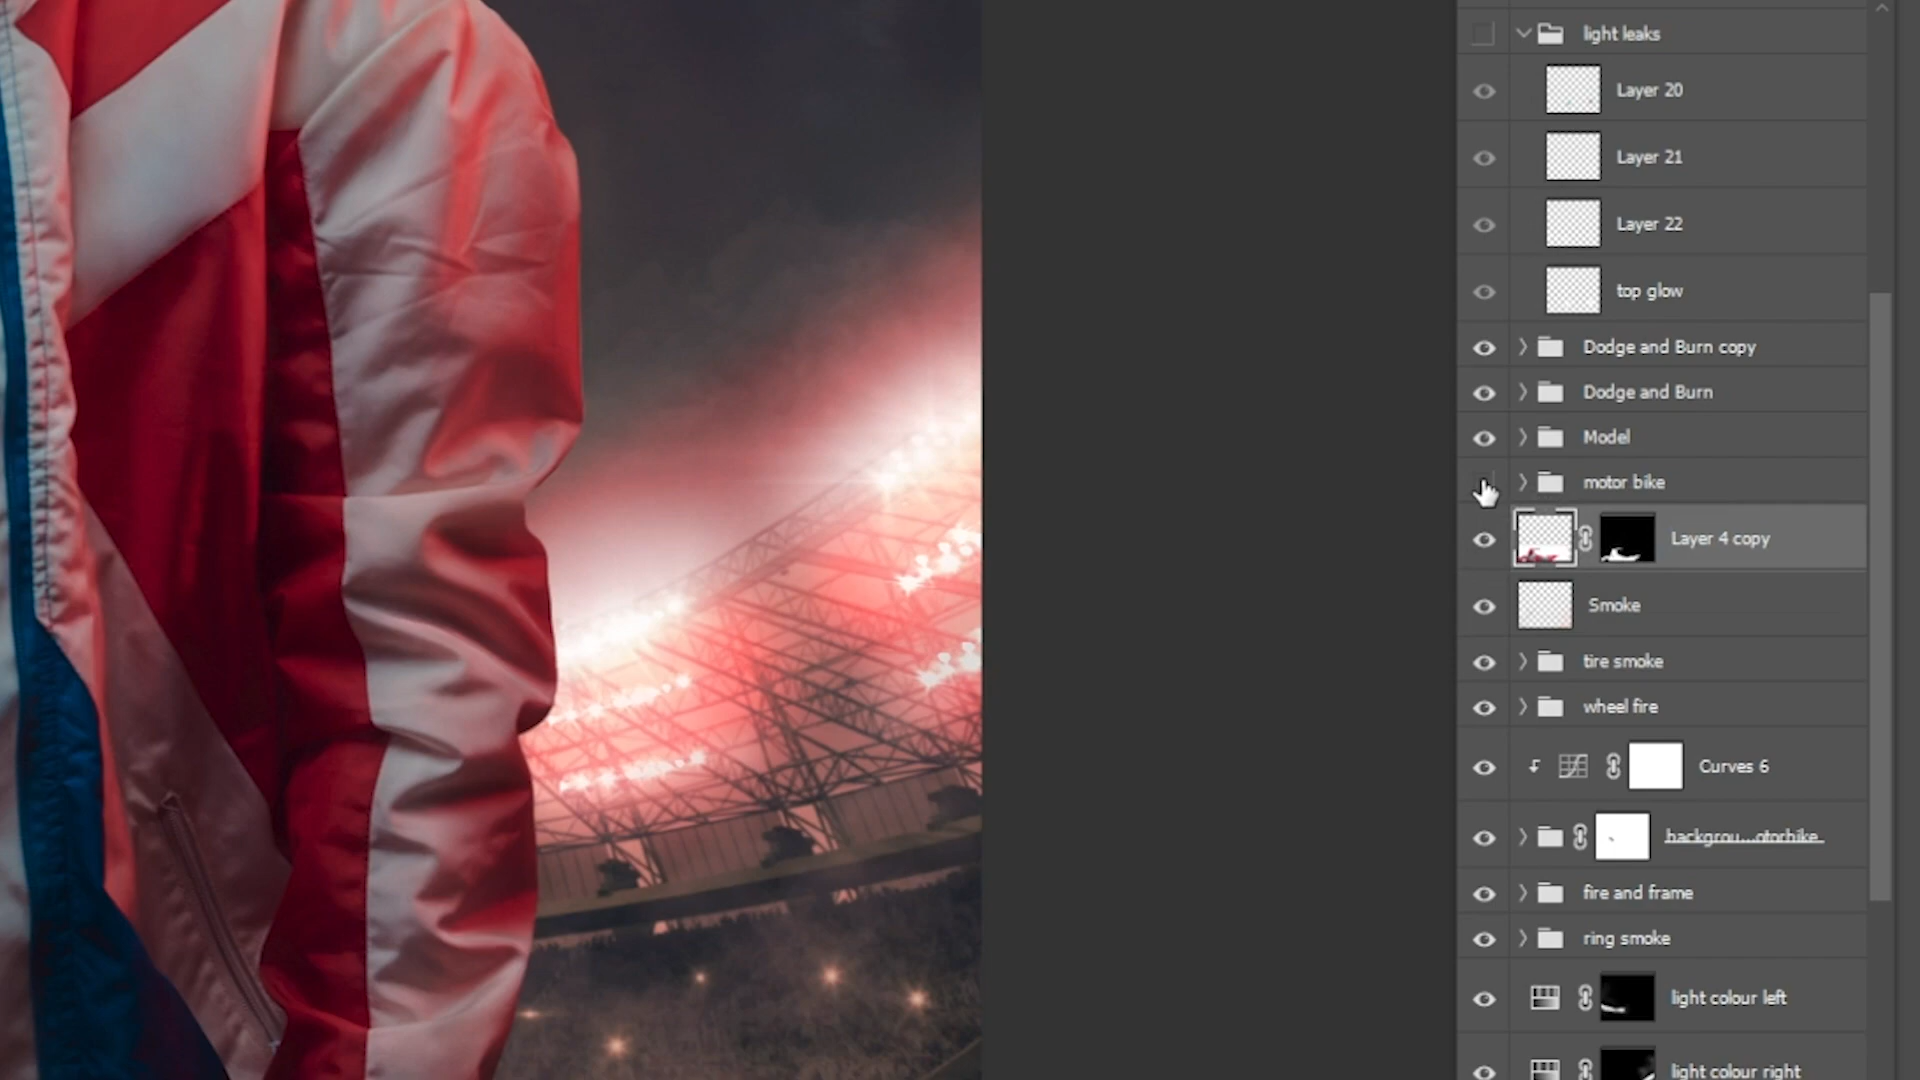 light leaks
Layer 20
Layer 21
Layer 22
top glow
Dodge and Burn copy
Dodge and Burn
Model
motor bike
Layer 4 copy
Smoke
tire smoke
wheel fire
Curves 6
backgrou...otorbike
fire and frame
ring smoke
light colour left
light colour right